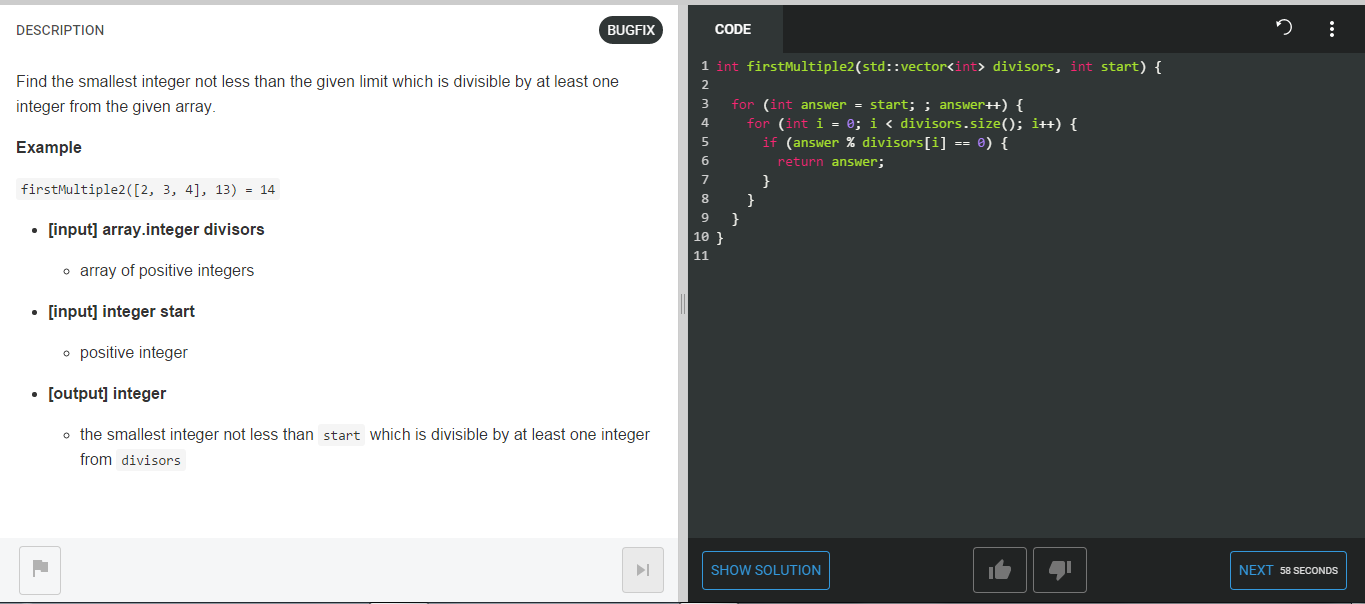 DESCRIPTION
BUGFIX
Find the smallest integer not less than the given limit which is divisible by at least one
integer from the given array.
Example
firstMultiple2([2, 3, 4], 13) = 14
• [input] array.integer divisors
◦ array of positive integers
• [input] integer start
◦ positive integer
• [output] integer
◦ the smallest integer not less than start which is divisible by at least one integer
from divisors
CODE
1 int firstMultiple2(std::vector<int> divisors, int start) {
2
3   for (int answer = start; ; answer++) {
4     for (int i = 0; i < divisors.size(); i++) {
5       if (answer % divisors[i] == 0) {
6         return answer;
7       }
8     }
9   }
10 }
11
SHOW SOLUTION
NEXT 58 SECONDS